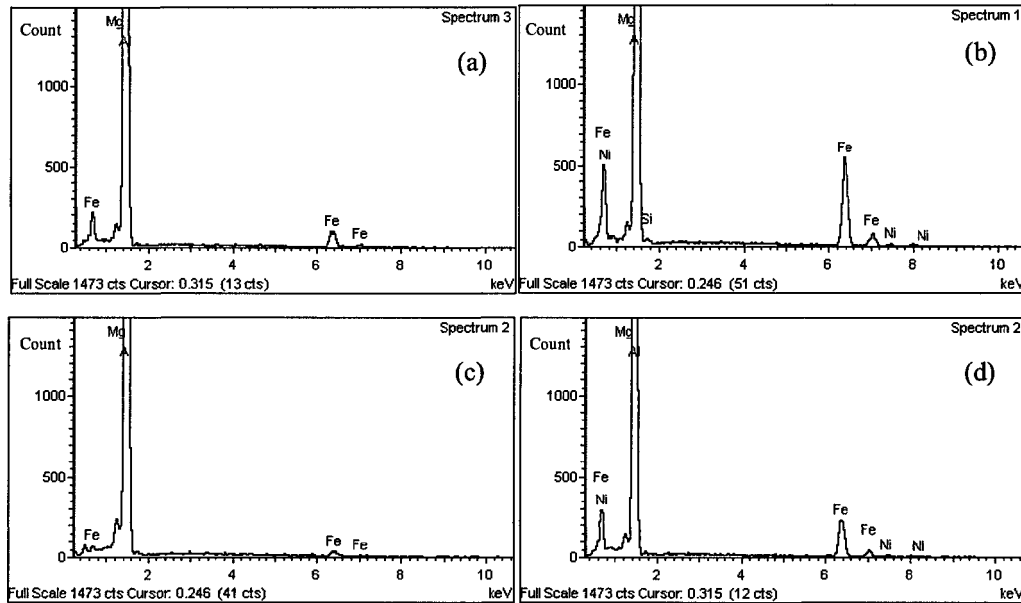 Spectrum 3
Count
Mg
A
(a)
1000
500
Fe
Fe
Fe
0
2
4
6
8
10
Full Scale 1473 cts Cursor: 0.315 (13 cts)
keV
Spectrum 1
Count
Mg
A
(b)
1000
Fe
Ni
Fe
500
Si
Fe
Ni
Ni
0
2
4
6
8
10
Full Scale 1473 cts Cursor: 0.246 (51 cts)
keV
Spectrum 2
Count
Mg
A
(c)
1000
500
Fe
Fe
Fe
0
2
4
6
8
10
Full Scale 1473 cts Cursor: 0.246 (41 cts)
keV
Spectrum 2
Count
Mg
Al
(d)
1000
Fe
500
Ni
Fe
Fe
Ni
Ni
0
2
4
6
8
10
Full Scale 1473 cts Cursor: 0.315 (12 cts)
keV